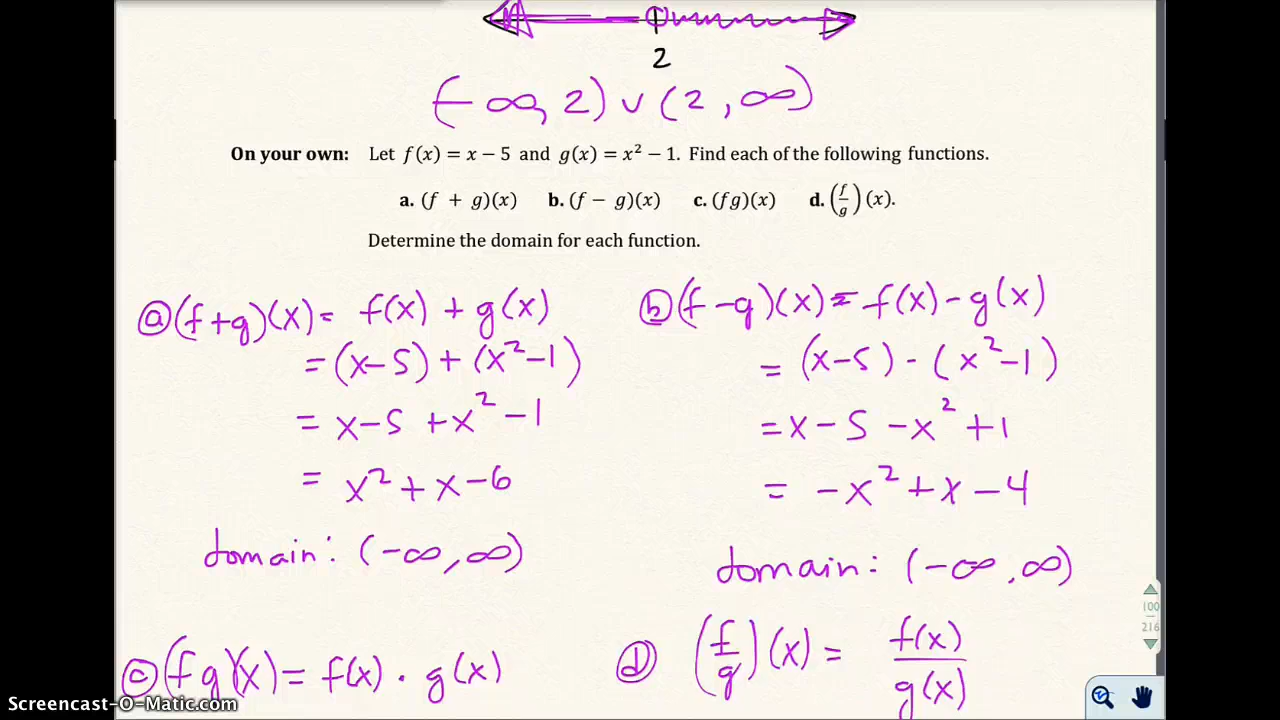 2
(-∞, 2) ∪ (2, ∞)
On your own: Let f(x) = x − 5 and g(x) = x² − 1. Find each of the following functions.
a. (f + g)(x) b. (f − g)(x) c. (fg)(x) d. (f/g)(x).
Determine the domain for each function.
ⓐ (f+g)(x) = f(x) + g(x)
= (x-5) + (x²-1)
= x-5 + x² -1
= x² + x -6
domain: (-∞, ∞)
ⓑ (f-g)(x) = f(x) - g(x)
= (x-5) - (x²-1)
= x - 5 - x² + 1
= -x² + x - 4
domain: (-∞, ∞)
ⓒ (fg)(x) = f(x) · g(x)
ⓓ (f/g)(x) = f(x)/g(x)
100
216
Screencast-O-Matic.com